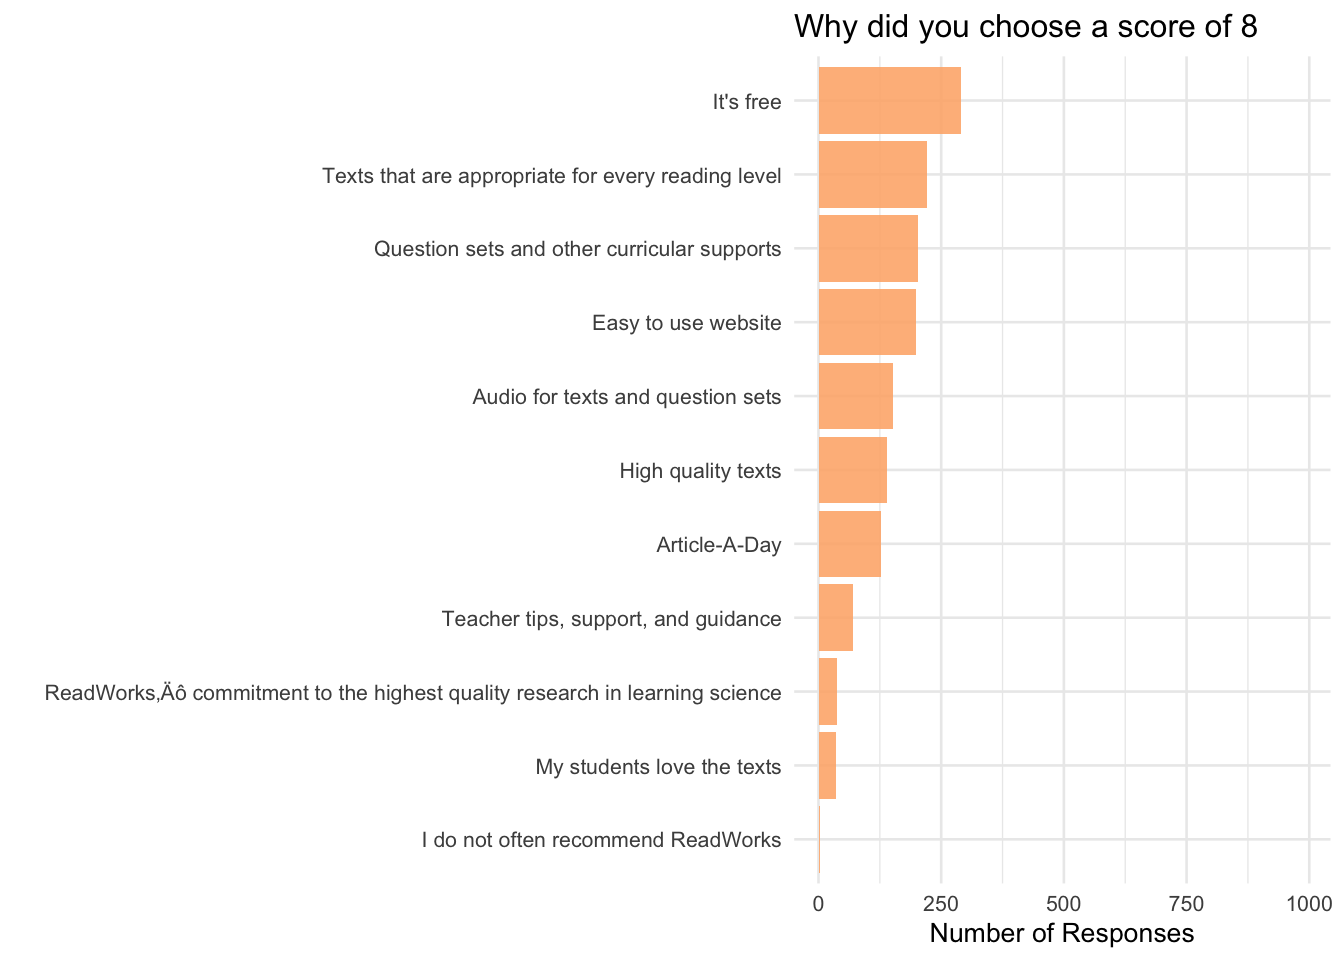 Why did you choose a score of 8
It's free
Texts that are appropriate for every reading level
Question sets and other curricular supports
Easy to use website
Audio for texts and question sets
High quality texts
Article-A-Day
Teacher tips, support, and guidance
ReadWorks‚Äô commitment to the highest quality research in learning science
My students love the texts
I do not often recommend ReadWorks
0 250 500 750 1000
Number of Responses